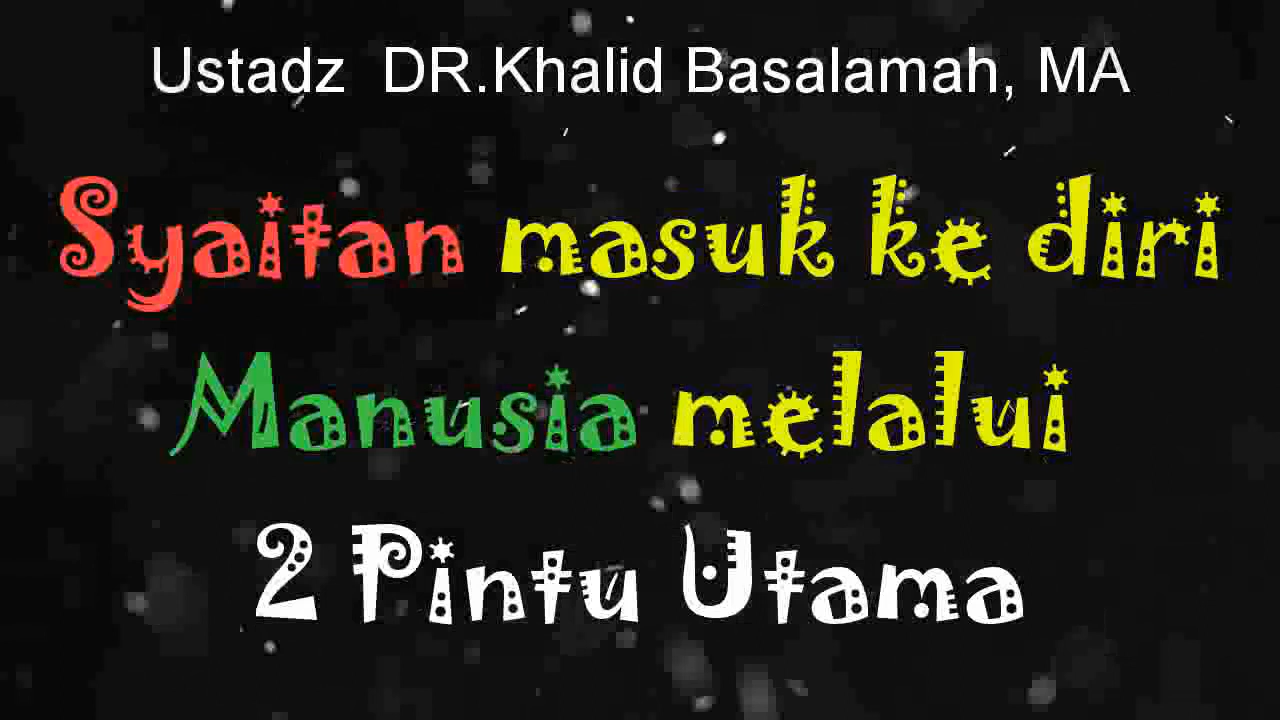 Ustadz DR.Khalid Basalamah, MA
Syaitan masuk ke diri
Manusia melalui
2 Pintu Utama